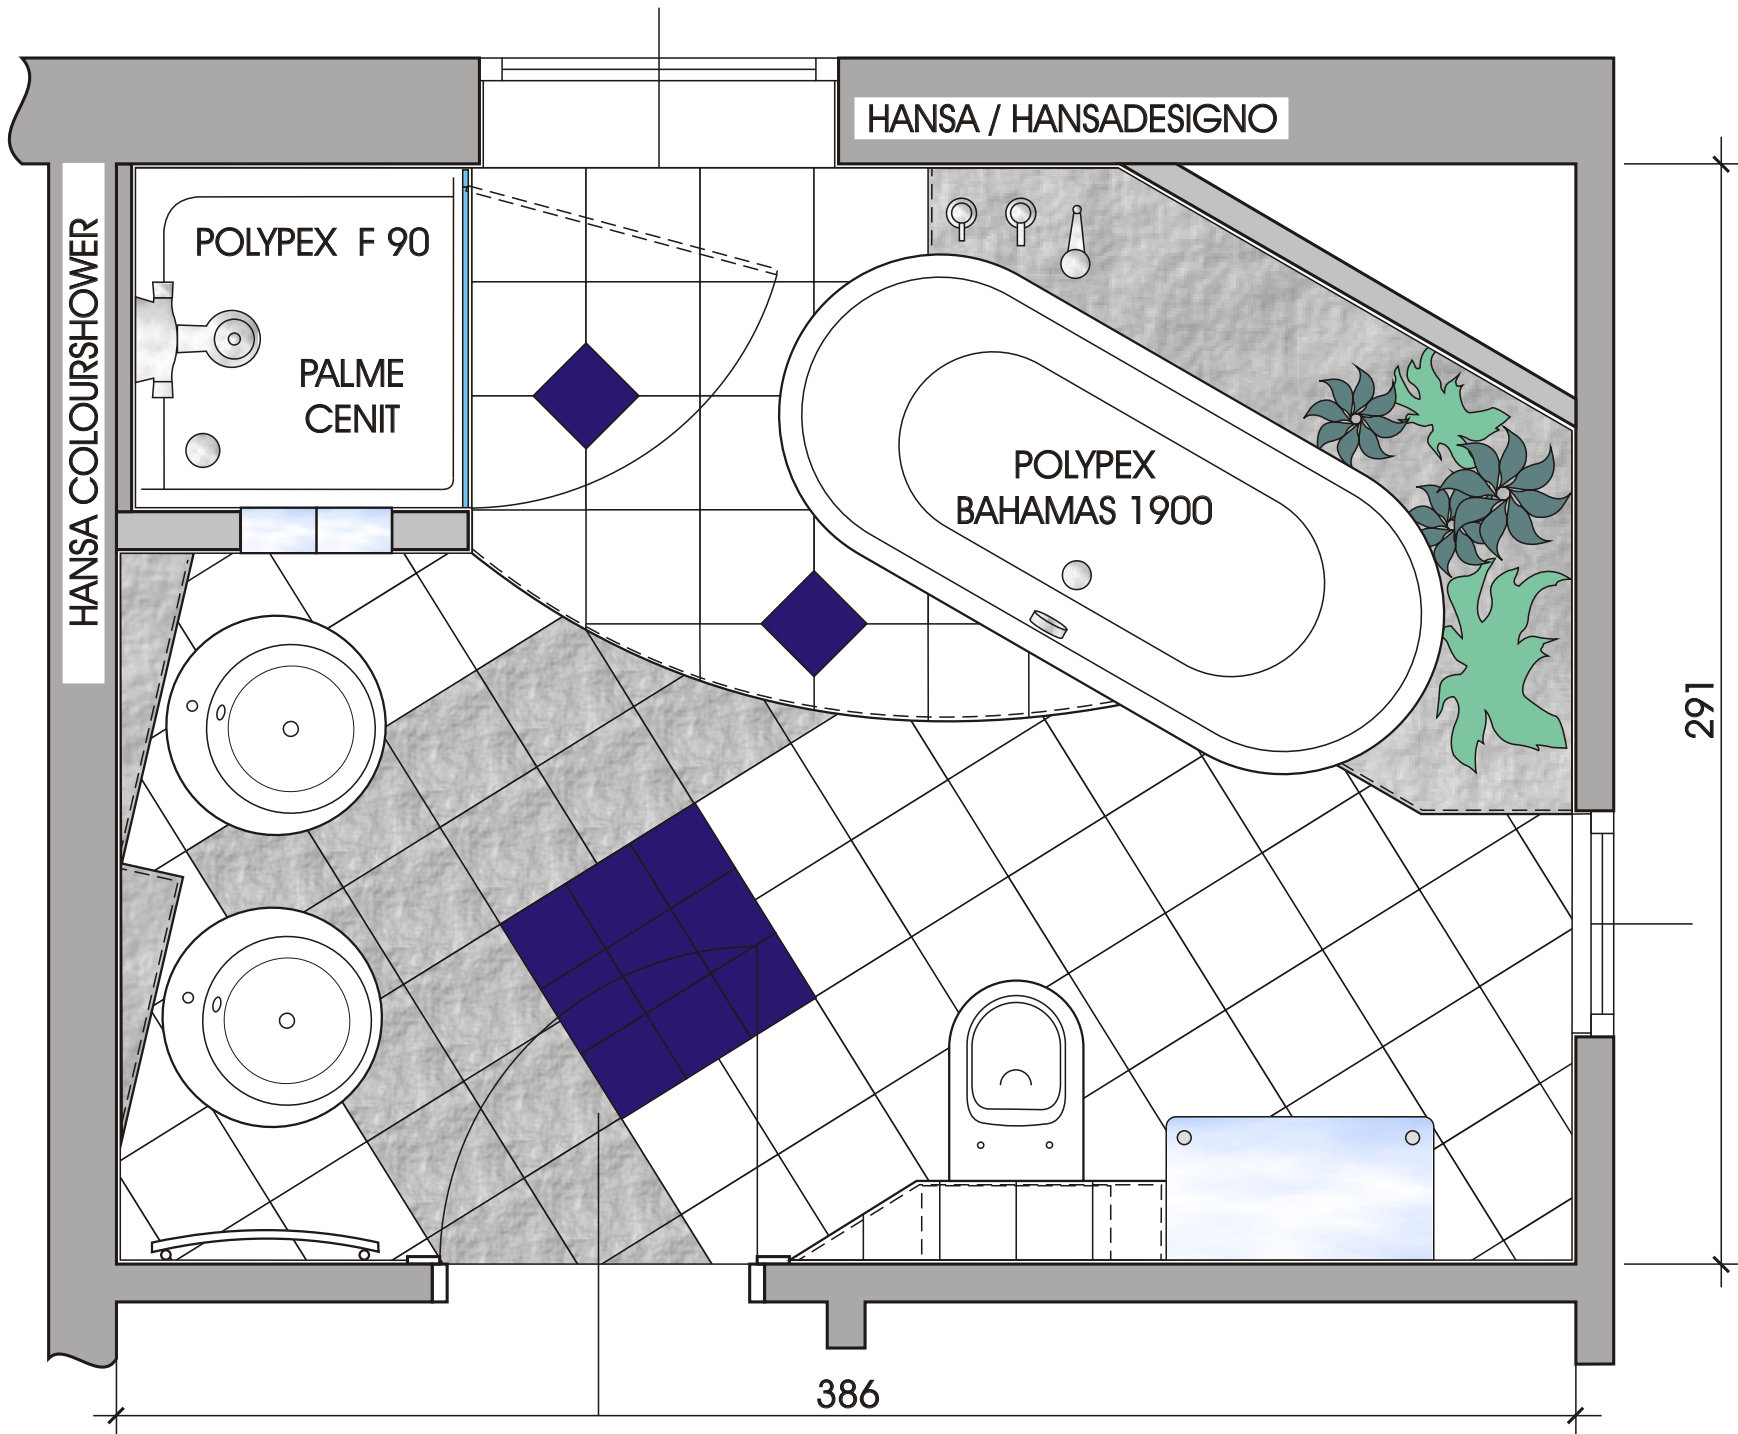 HANSA / HANSADESIGNO
HANSA COLOURSHOWER
POLYPEX F 90
PALME
CENIT
POLYPEX
BAHAMAS 1900
291
386